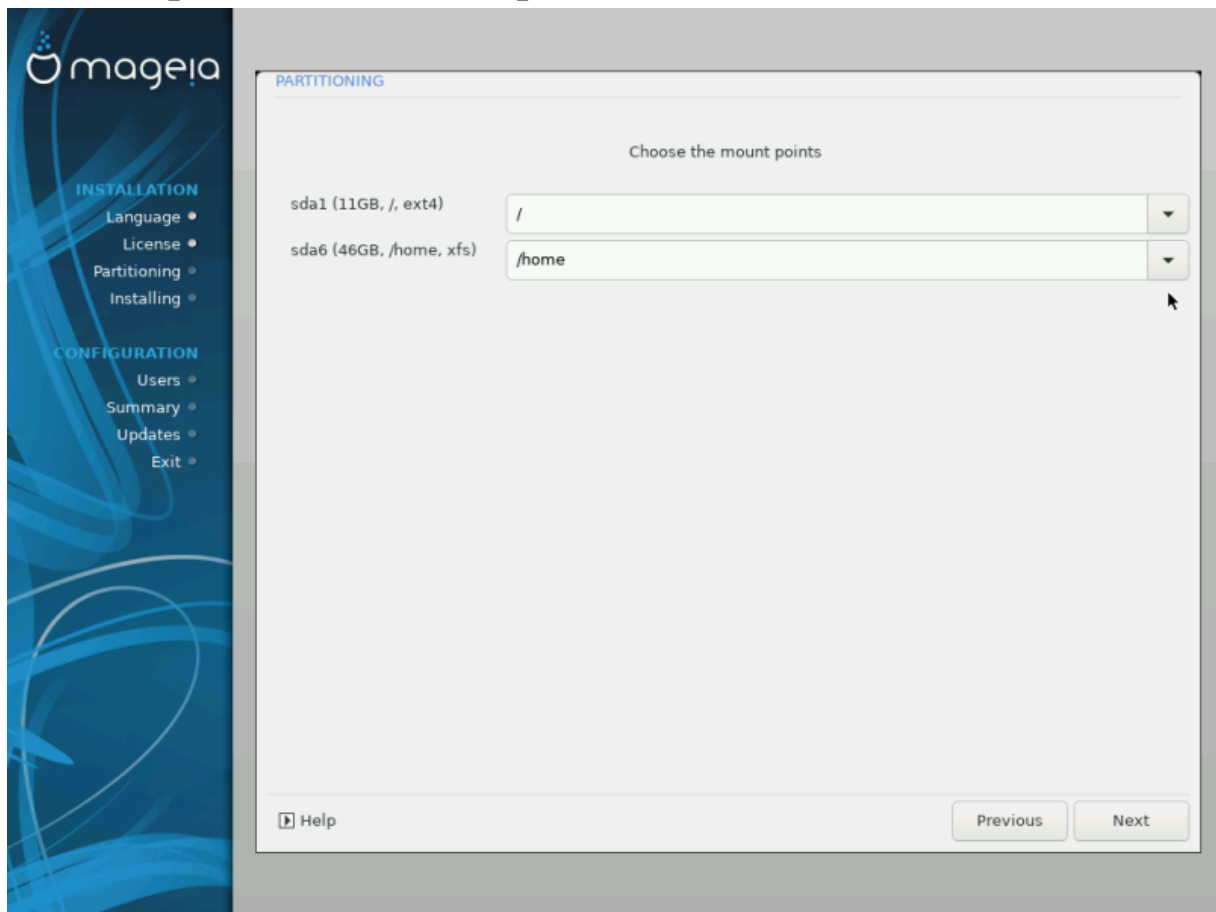 mageia
INSTALLATION
Language
License
Partitioning
Installing
CONFIGURATION
Users
Summary
Updates
Exit
PARTITIONING
Choose the mount points
sda1 (11GB, /, ext4)
/
sda6 (46GB, /home, xfs)
/home
Help
Previous
Next